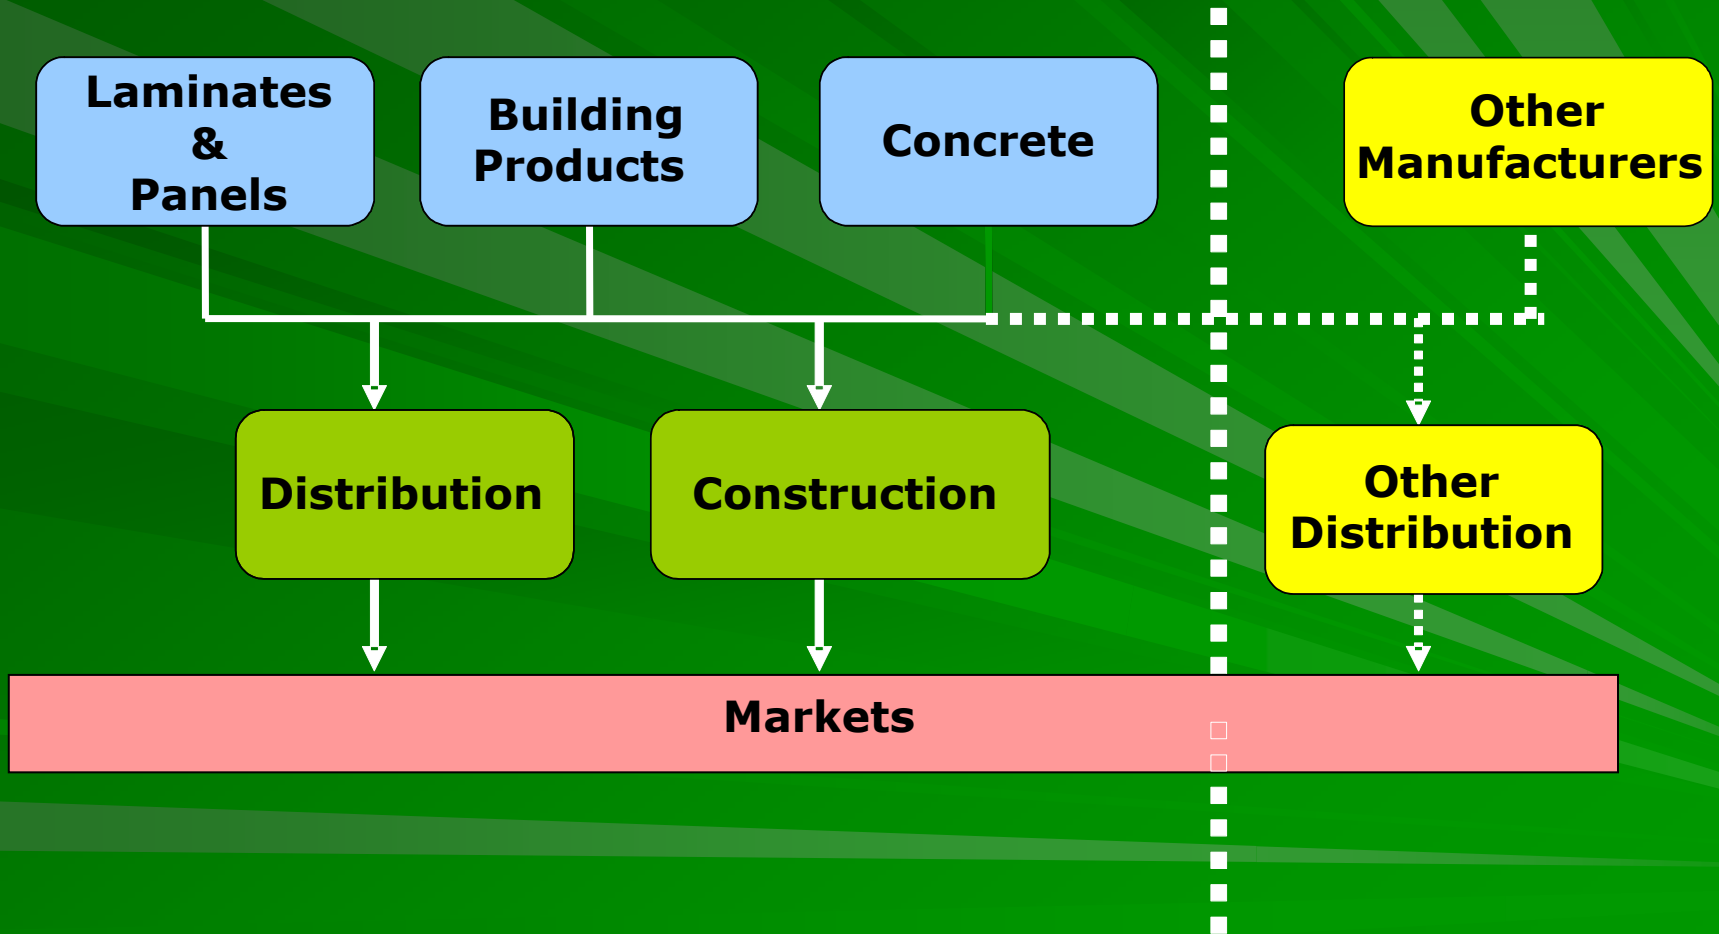 Laminates
&
Panels
Building
Products
Concrete
Other
Manufacturers
Distribution
Construction
Other
Distribution
Markets